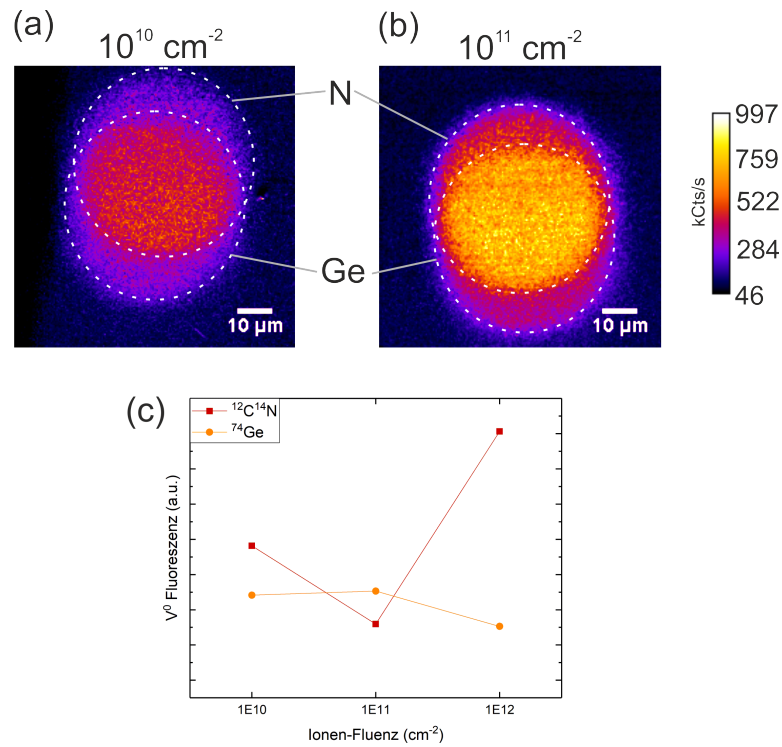 (a)
10¹⁰ cm⁻²
(b)
10¹¹ cm⁻²
N
Ge
10 µm
10 µm
997
759
522
284
46
kCts/s
(c)
¹²C¹⁴N
⁷⁴Ge
V⁰ Fluoreszenz (a.u.)
1E10
1E11
1E12
Ionen-Fluenz (cm⁻²)